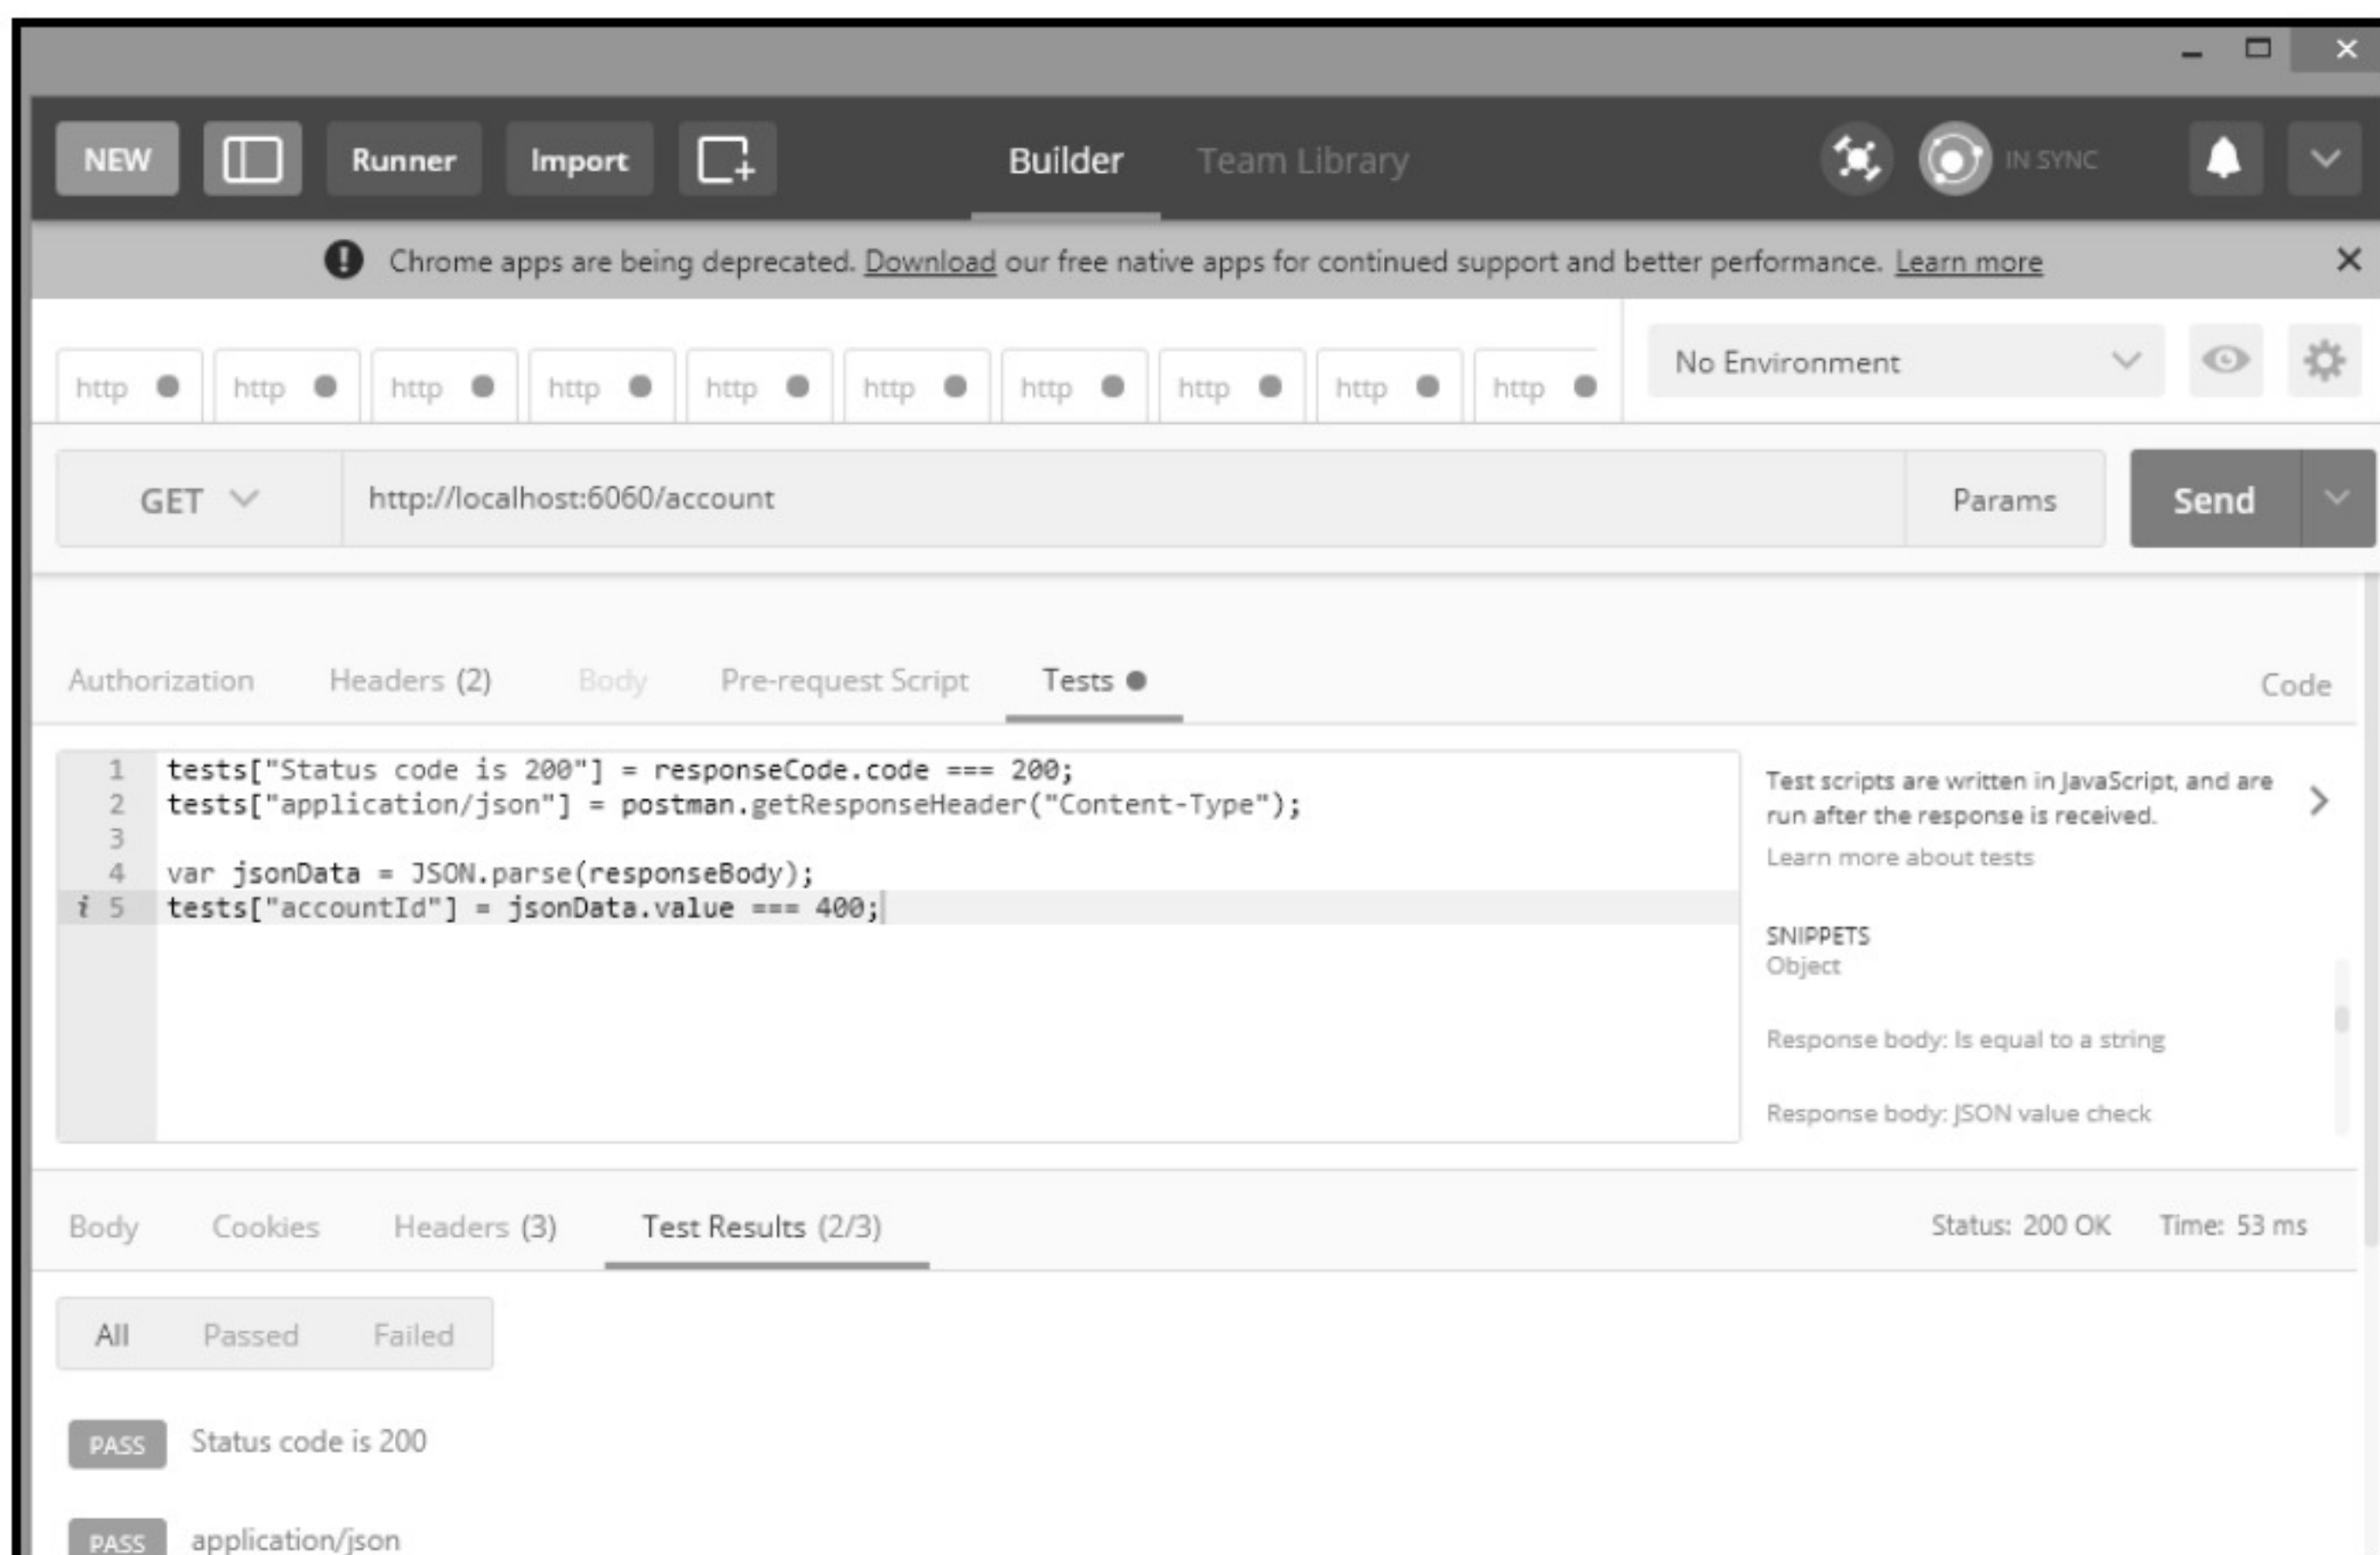 NEW Runner Import Builder Team Library IN SYNC
Chrome apps are being deprecated. Download our free native apps for continued support and better performance. Learn more
http http http http http http http http http http No Environment
GET http://localhost:6060/account Params Send
Authorization Headers (2) Body Pre-request Script Tests Code
1 tests["Status code is 200"] = responseCode.code === 200;
2 tests["application/json"] = postman.getResponseHeader("Content-Type");
3
4 var jsonData = JSON.parse(responseBody);
i 5 tests["accountId"] = jsonData.value === 400;
Test scripts are written in JavaScript, and are
run after the response is received.
Learn more about tests
SNIPPETS
Object
Response body: Is equal to a string
Response body: JSON value check
Body Cookies Headers (3) Test Results (2/3) Status: 200 OK Time: 53 ms
All Passed Failed
PASS Status code is 200
PASS application/json